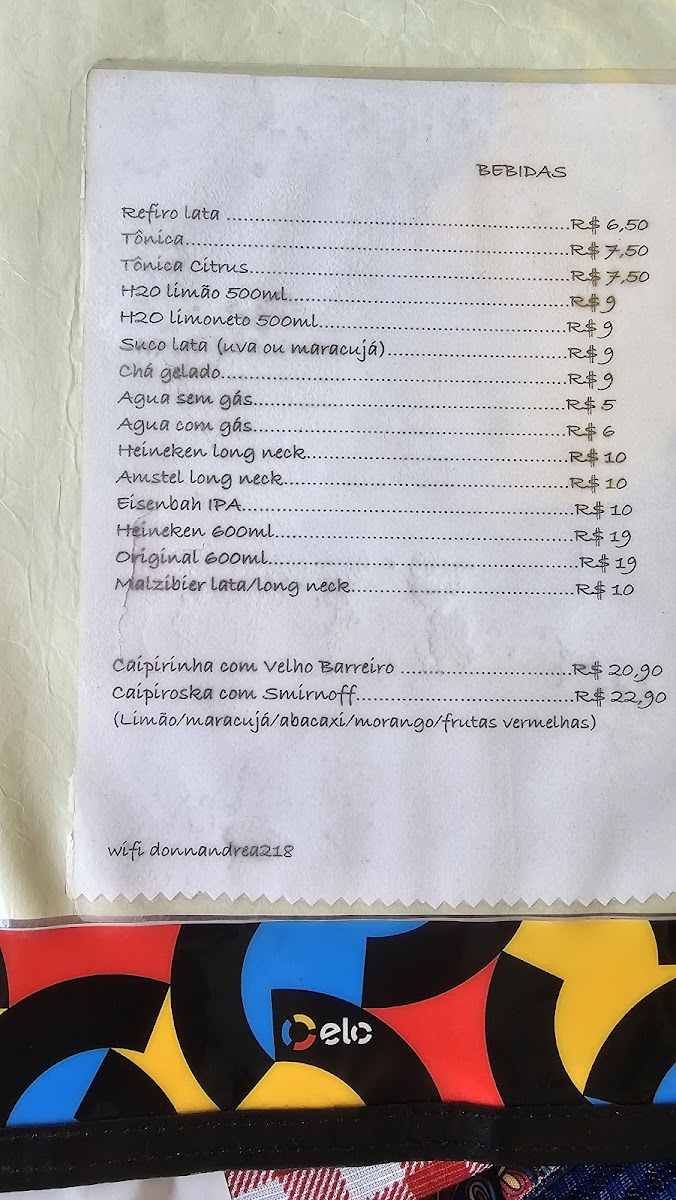 BEBIDAS
Refiro lata ........................................................R$ 6,50
Tônica..............................................................R$ 7,50
Tônica Citrus....................................................R$ 7,50
H20 limão 500ml.............................................R$ 9
H2O limoneto 500ml........................................R$ 9
Suco lata (uva ou maracujá).............................R$ 9
Chá gelado........................................................R$ 9
Agua sem gás...................................................R$ 5
Agua com gás...................................................R$ 6
Heineken long neck..........................................R$ 10
Amstel long neck..............................................R$ 10
Eisenbah IPA.....................................................R$ 10
Heineken 600ml................................................R$ 19
Original 600ml..................................................R$ 19
Malzibier lata/long neck....................................R$ 10
Caipirinha com Velho Barreiro ............................R$ 20,90
Caipiroska com Smirnoff...................................R$ 22,90
(Limão/maracujá/abacaxi/morango/frutas vermelhas)
wifi donnandrea218
elo